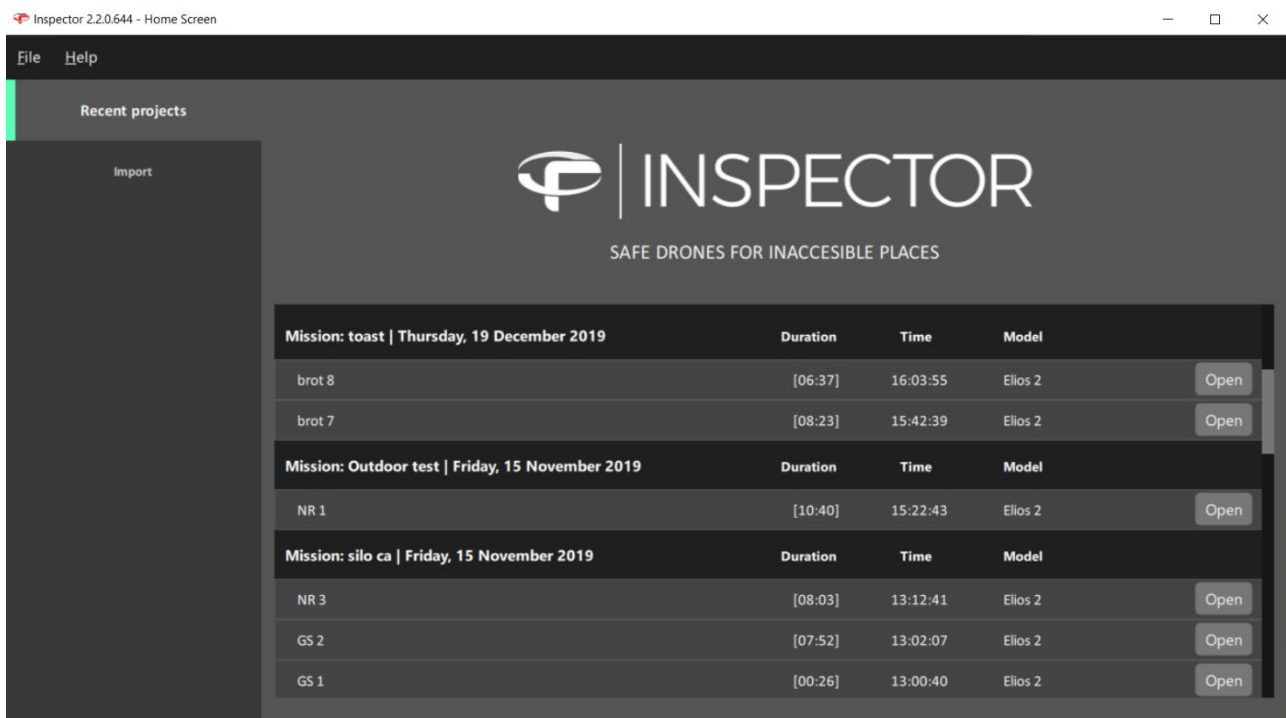 Inspector 2.2.0.644 - Home Screen
File Help
Recent projects
Import
INSPECTOR
SAFE DRONES FOR INACCESIBLE PLACES
Mission: toast | Thursday, 19 December 2019 Duration Time Model
brot 8 [06:37] 16:03:55 Elios 2 Open
brot 7 [08:23] 15:42:39 Elios 2 Open
Mission: Outdoor test | Friday, 15 November 2019 Duration Time Model
NR 1 [10:40] 15:22:43 Elios 2 Open
Mission: silo ca | Friday, 15 November 2019 Duration Time Model
NR 3 [08:03] 13:12:41 Elios 2 Open
GS 2 [07:52] 13:02:07 Elios 2 Open
GS 1 [00:26] 13:00:40 Elios 2 Open